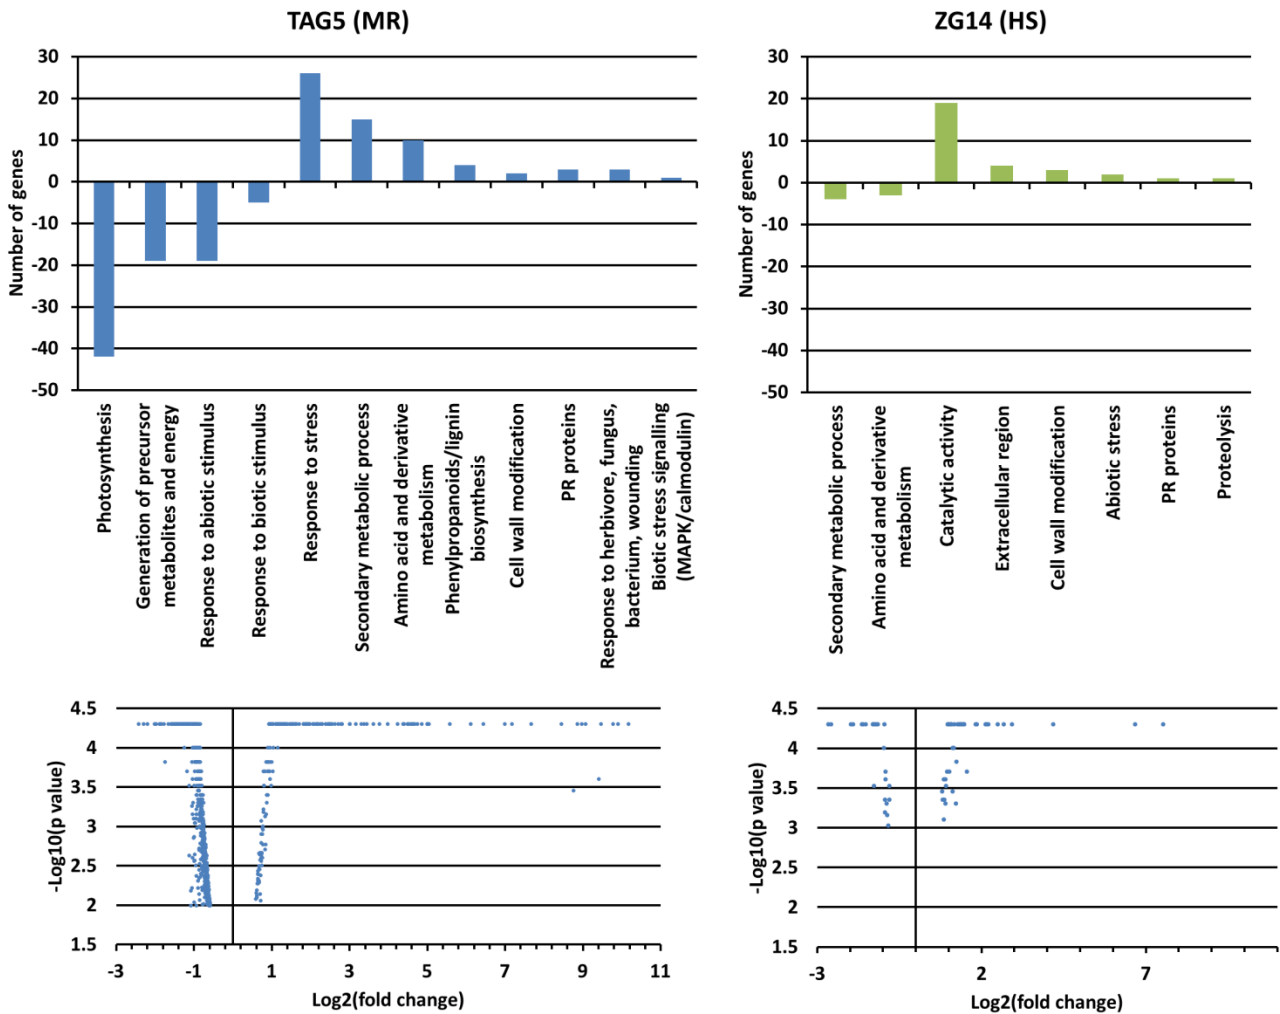 TAG5 (MR)
ZG14 (HS)
Number of genes
30
20
10
0
-10
-20
-30
-40
-50
Photosynthesis
Generation of precursor
metabolites and energy
Response to abiotic stimulus
Response to biotic stimulus
Response to stress
Secondary metabolic process
Amino acid and derivative
metabolism
Phenylpropanoids/lignin
biosynthesis
Cell wall modification
PR proteins
Response to herbivore, fungus,
bacterium, wounding
Biotic stress signalling
(MAPK/calmodulin)
Number of genes
30
20
10
0
-10
-20
-30
-40
-50
Secondary metabolic process
Amino acid and derivative
metabolism
Catalytic activity
Extracellular region
Cell wall modification
Abiotic stress
PR proteins
Proteolysis
-Log10(p value)
4.5
4
3.5
3
2.5
2
1.5
-3
-1
1
3
5
7
9
11
Log2(fold change)
-Log10(p value)
4.5
4
3.5
3
2.5
2
1.5
-3
2
7
Log2(fold change)